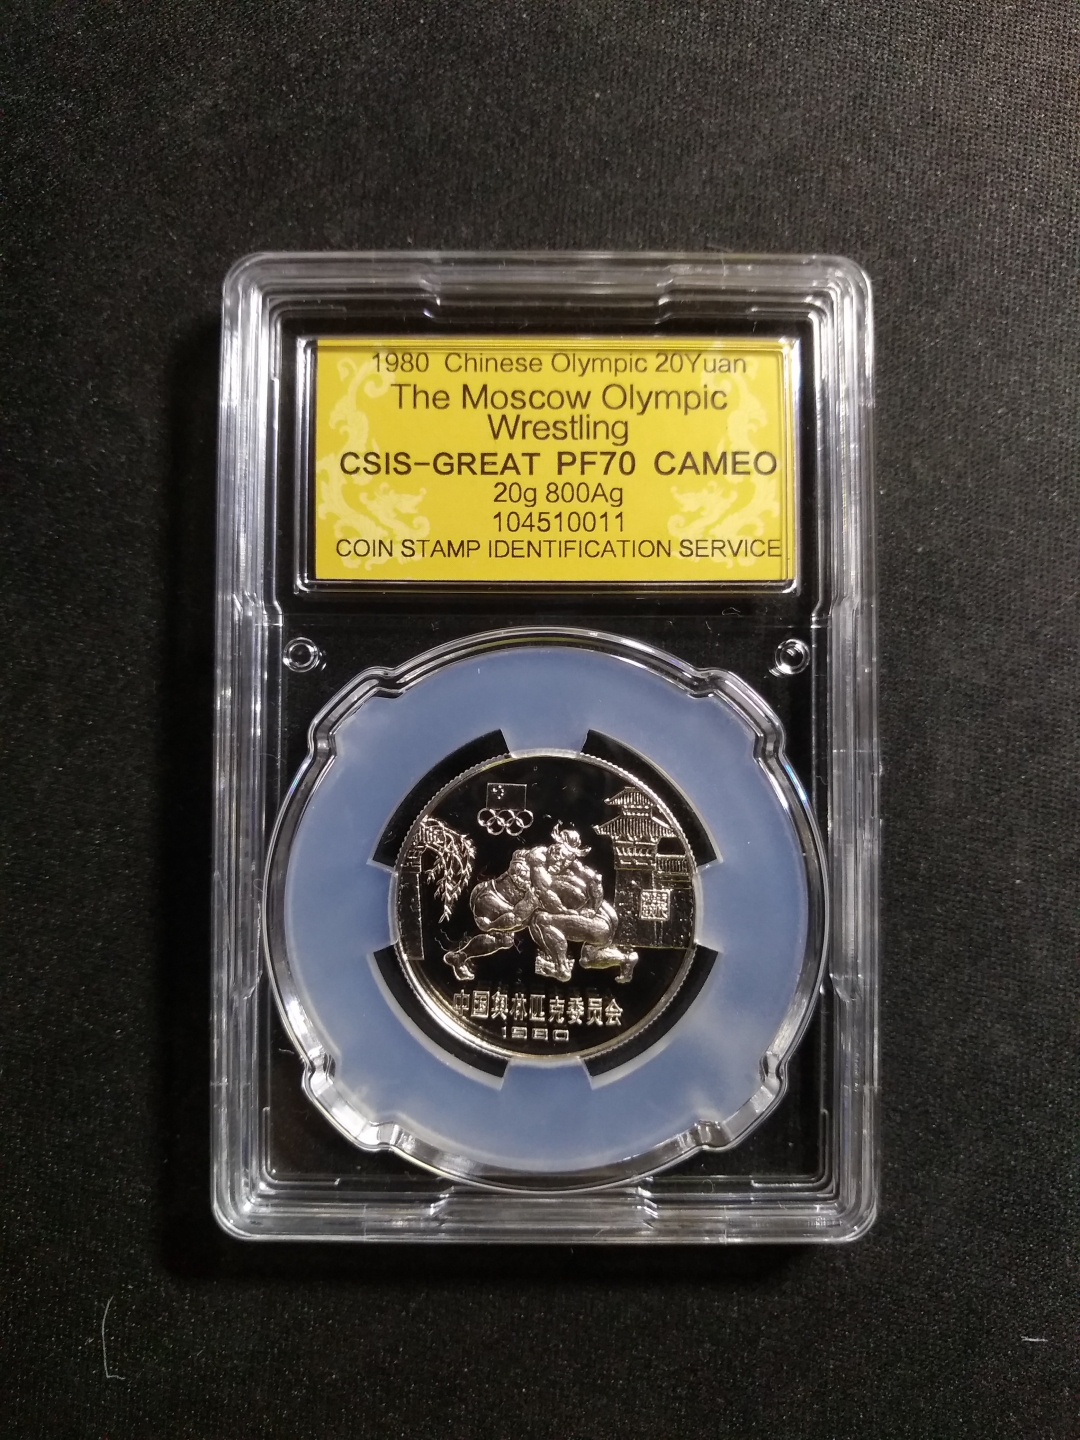 1980 Chinese Olympic 20Yuan
The Moscow Olympic
Wrestling
CSIS-GREAT PF70 CAMEO
20g 800Ag
104510011
COIN STAMP IDENTIFICATION SERVICE
中国奥林匹克委员会
1980